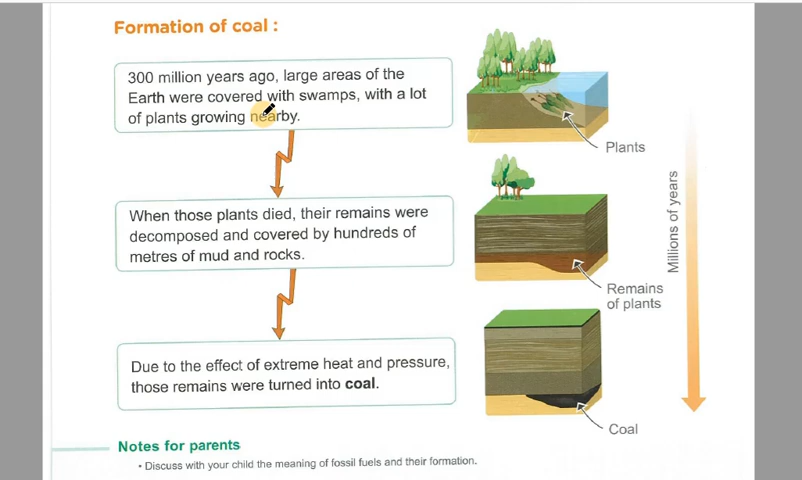 Formation of coal :
300 million years ago, large areas of the
Earth were covered with swamps, with a lot
of plants growing nearby.
Plants
When those plants died, their remains were
decomposed and covered by hundreds of
metres of mud and rocks.
Remains
of plants
Due to the effect of extreme heat and pressure,
those remains were turned into coal.
Coal
Millions of years
Notes for parents
• Discuss with your child the meaning of fossil fuels and their formation.